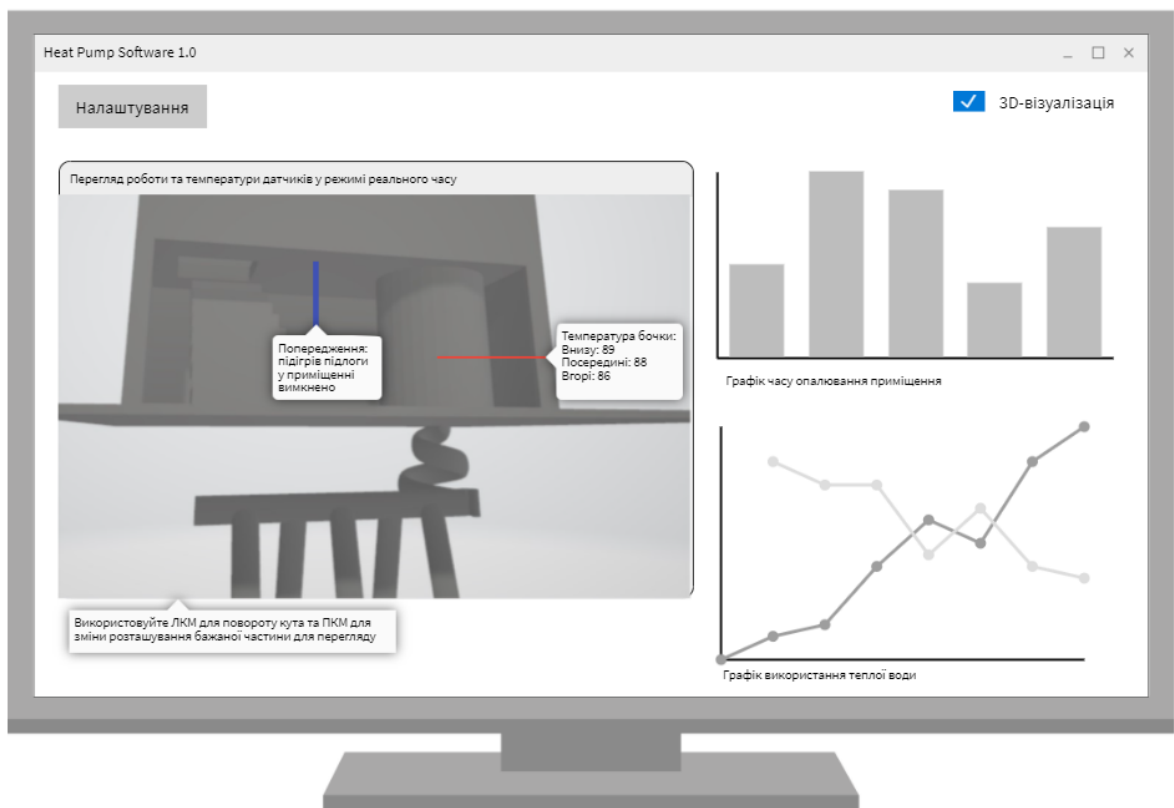 Heat Pump Software 1.0
Налаштування
3D-візуалізація
Перегляд роботи та температури датчиків у режимі реального часу
Попередження:
підігрів підлоги
у приміщенні
вимкнено
Температура бочки:
Внизу: 89
Посередині: 88
Вгорі: 86
Використовуйте ЛКМ для повороту кута та ПКМ для
зміни розташування бажаної частини для перегляду
Графік часу опалювання приміщення
Графік використання теплої води